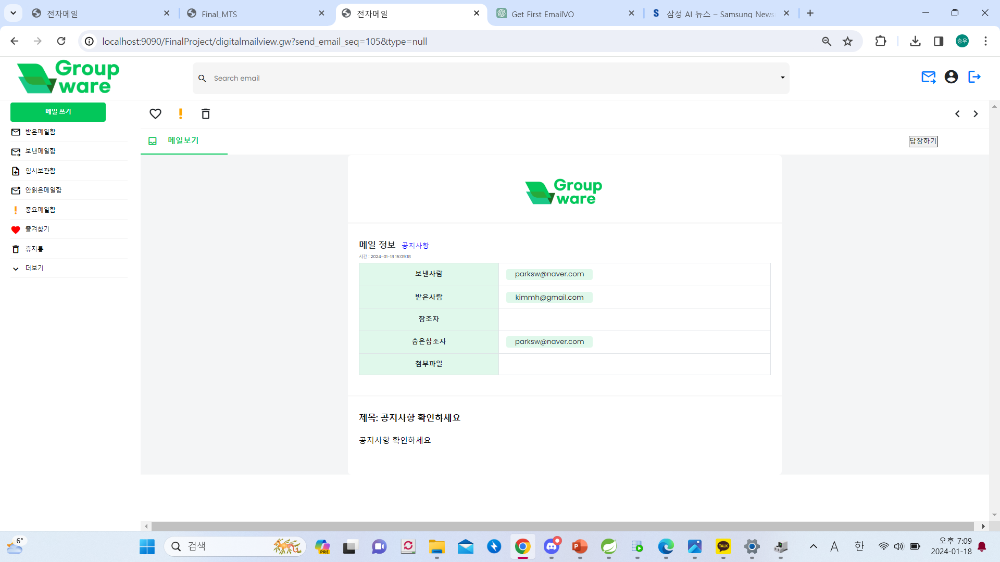 전자메일
Final_MTS
전자메일
Get First EmailVO
삼성 AI 뉴스 – Samsung News
localhost:9090/FinalProject/digitalmailview.gw?send_email_seq=105&type=null
승우
Group
ware
Search email
메일 쓰기
받은메일함
보낸메일함
임시보관함
안읽은메일함
중요메일함
즐겨찾기
휴지통
더보기
메일보기
답장하기
Group
ware
메일 정보 공지사항
시간 : 2024-01-18 15:09:18
보낸사람 parksw@naver.com
받은사람 kimmh@gmail.com
참조자
숨은참조자 parksw@naver.com
첨부파일
제목: 공지사항 확인하세요
공지사항 확인하세요
6°
검색
PRE
TALK
A
한
오후 7:09
2024-01-18